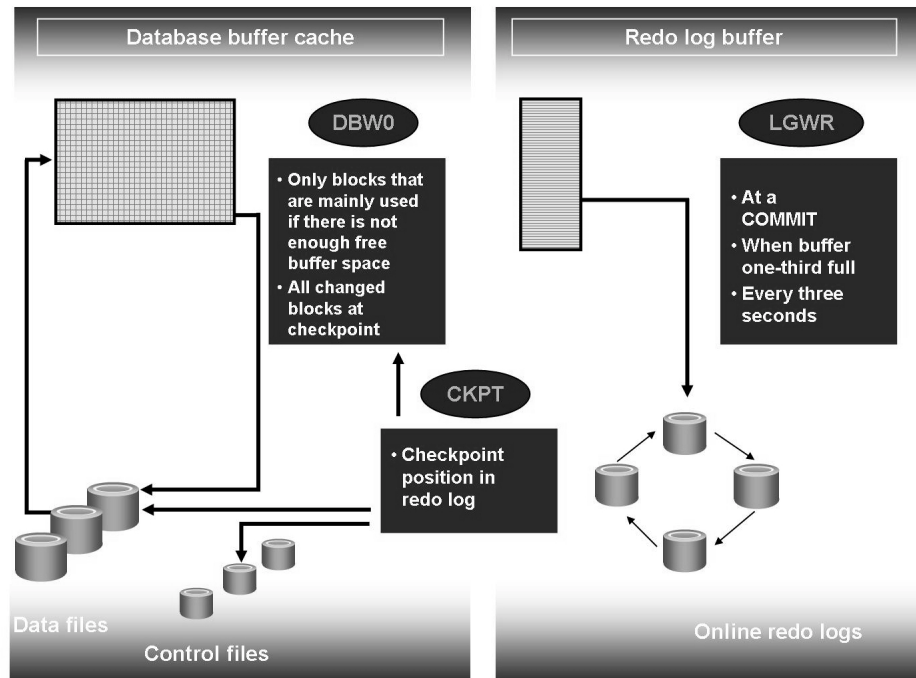 Database buffer cache
DBW0
• Only blocks that
are mainly used
if there is not
enough free
buffer space
• All changed
blocks at
checkpoint
CKPT
• Checkpoint
position in
redo log
Data files
Control files
Redo log buffer
LGWR
• At a
COMMIT
• When buffer
one-third full
• Every three
seconds
Online redo logs